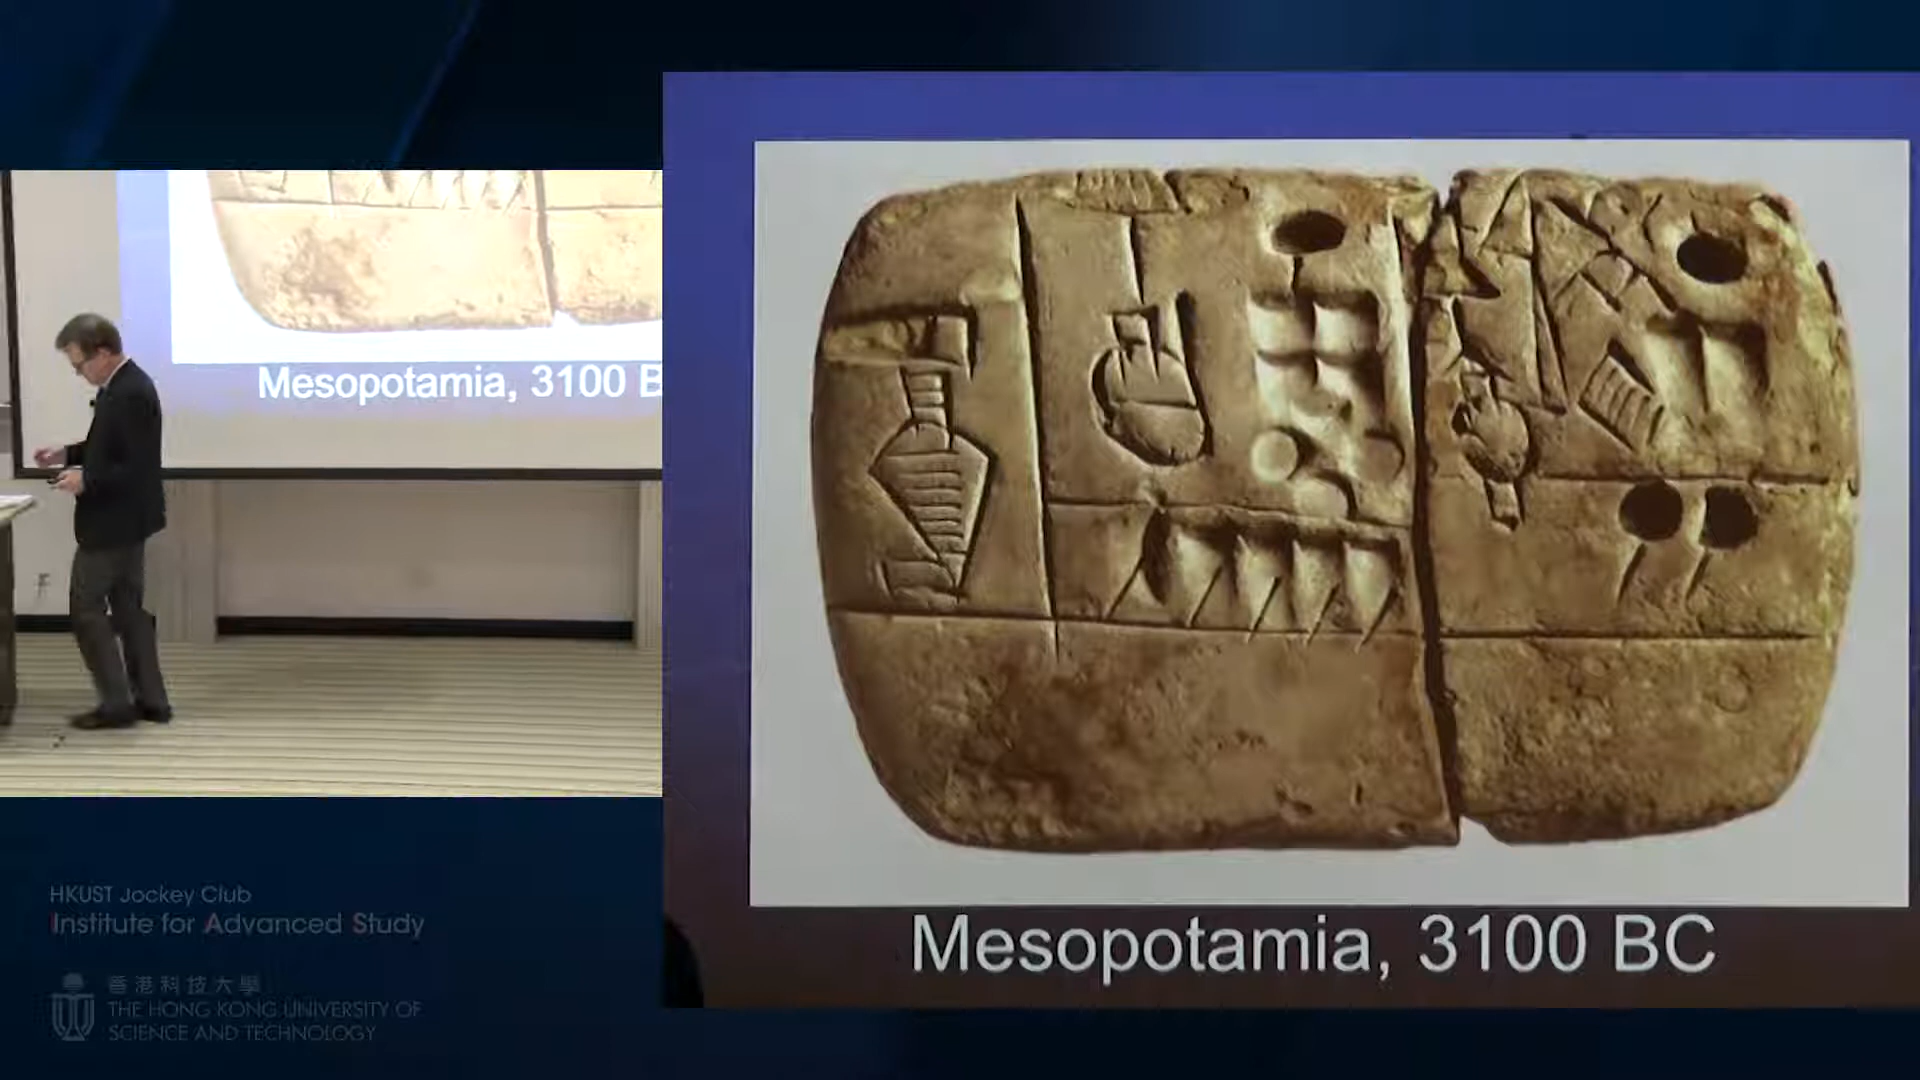 Mesopotamia, 3100 B
Mesopotamia, 3100 BC
HKUST Jockey Club
Institute for Advanced Study
香港科技大學
THE HONG KONG UNIVERSITY OF
SCIENCE AND TECHNOLOGY